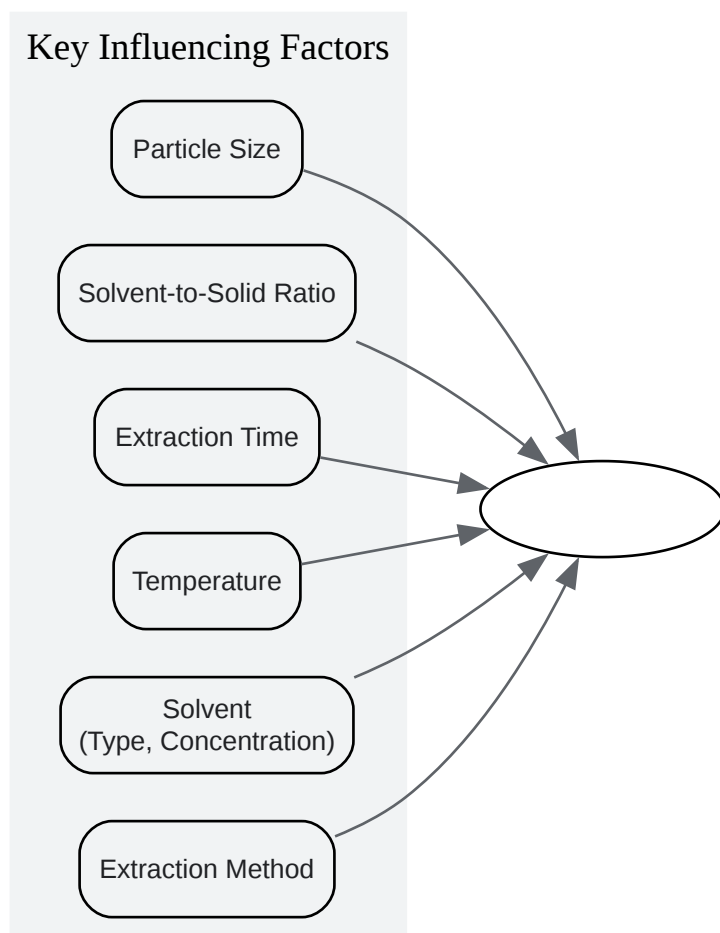 Key Influencing Factors
Particle Size
Solvent-to-Solid Ratio
Extraction Time
Temperature
Solvent
(Type, Concentration)
Extraction Method